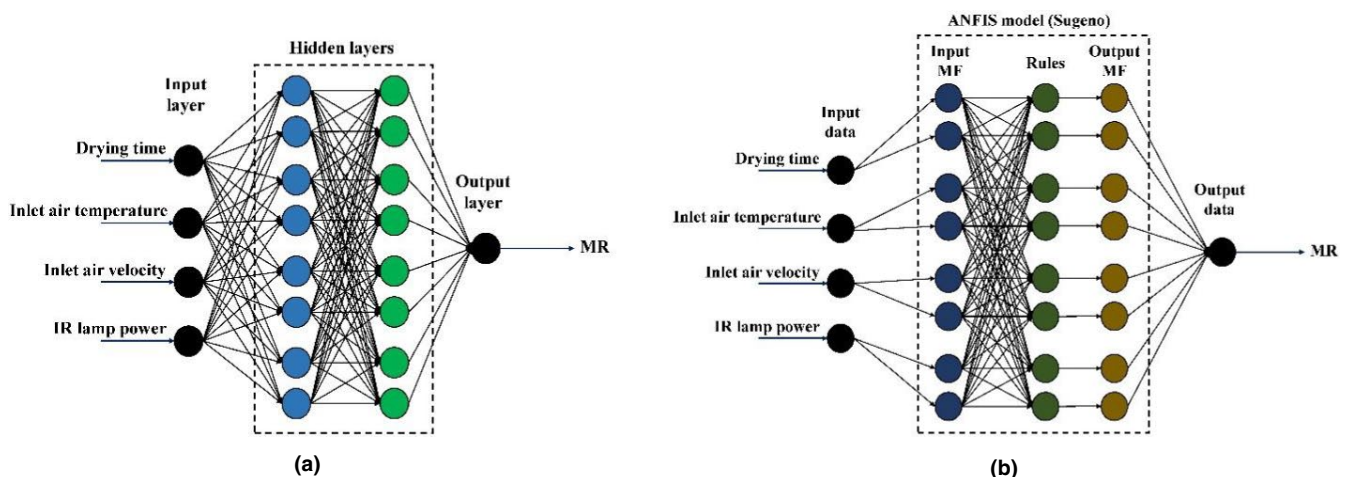 Hidden layers
Input
layer
Drying time
Inlet air temperature
Inlet air velocity
IR lamp power
Output
layer
MR
(a)
ANFIS model (Sugeno)
Input
MF
Rules
Output
MF
Input
data
Drying time
Inlet air temperature
Inlet air velocity
IR lamp power
Output
data
MR
(b)